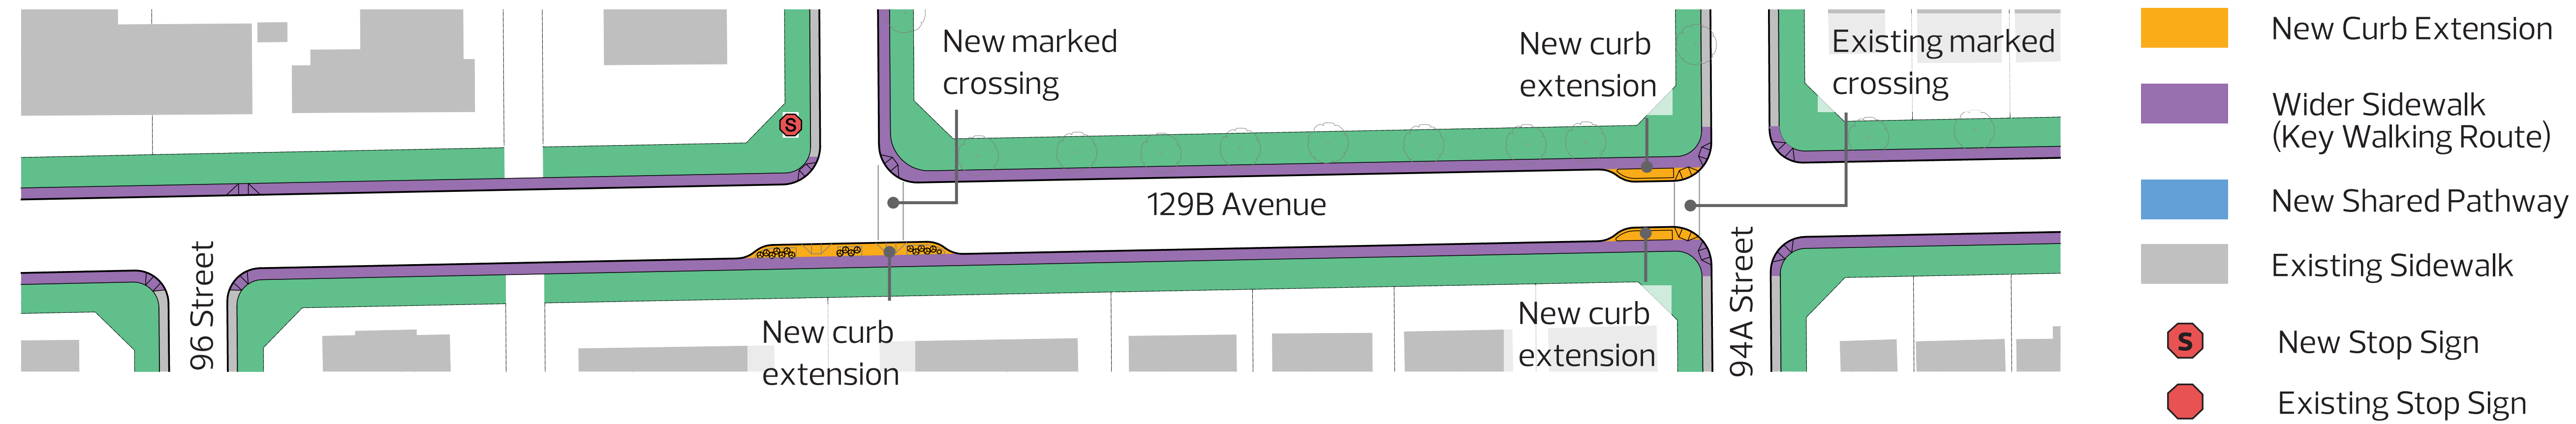 New marked
crossing
New curb
extension
Existing marked
crossing
S
129B Avenue
96 Street
94A Street
New curb
extension
New curb
extension
New Curb Extension
Wider Sidewalk
(Key Walking Route)
New Shared Pathway
Existing Sidewalk
S
New Stop Sign
Existing Stop Sign